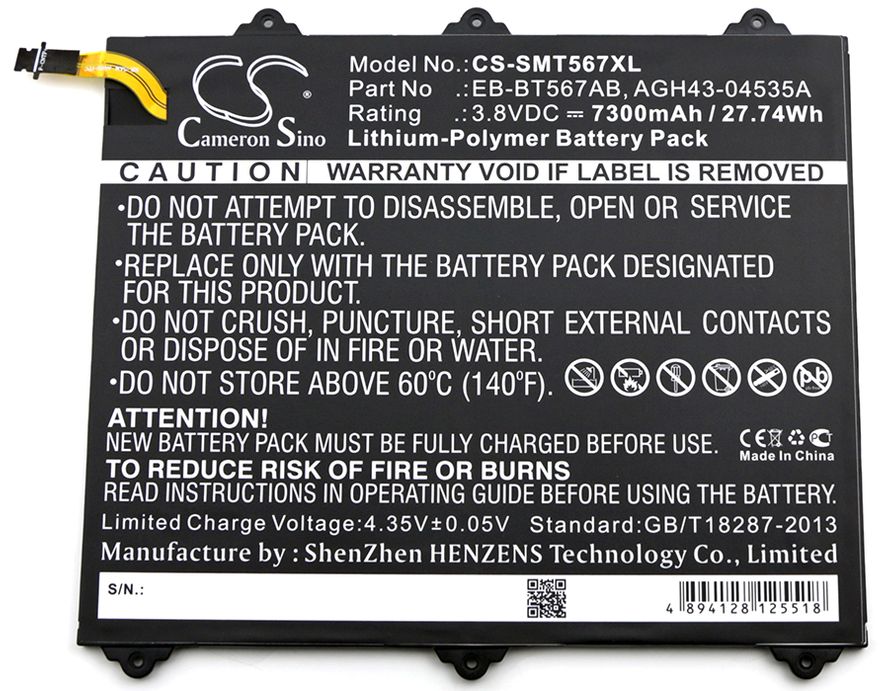 CS
®
Cameron Sino
Model No.:CS-SMT567XL
Part No .:EB-BT567AB, AGH43-04535A
Rating .:3.8VDC ⎓ 7300mAh / 27.74Wh
Lithium-Polymer Battery Pack
CAUTION WARRANTY VOID IF LABEL IS REMOVED
•DO NOT ATTEMPT TO DISASSEMBLE, OPEN OR SERVICE
THE BATTERY PACK.
•REPLACE ONLY WITH THE BATTERY PACK DESIGNATED
FOR THIS PRODUCT.
•DO NOT CRUSH, PUNCTURE, SHORT EXTERNAL CONTACTS
OR DISPOSE OF IN FIRE OR WATER.
•DO NOT STORE ABOVE 60⁰C (140⁰F).
pb
ATTENTION!
NEW BATTERY PACK MUST BE FULLY CHARGED BEFORE USE.
CE
Made In China
TO REDUCE RISK OF FIRE OR BURNS
READ INSTRUCTIONS IN OPERATING GUIDE BEFORE USING THE BATTERY.
Limited Charge Voltage:4.35V±0.05V Standard:GB/T18287-2013
Manufacture by : ShenZhen HENZENS Technology Co., Limited
S/N.:
4 894128 125518